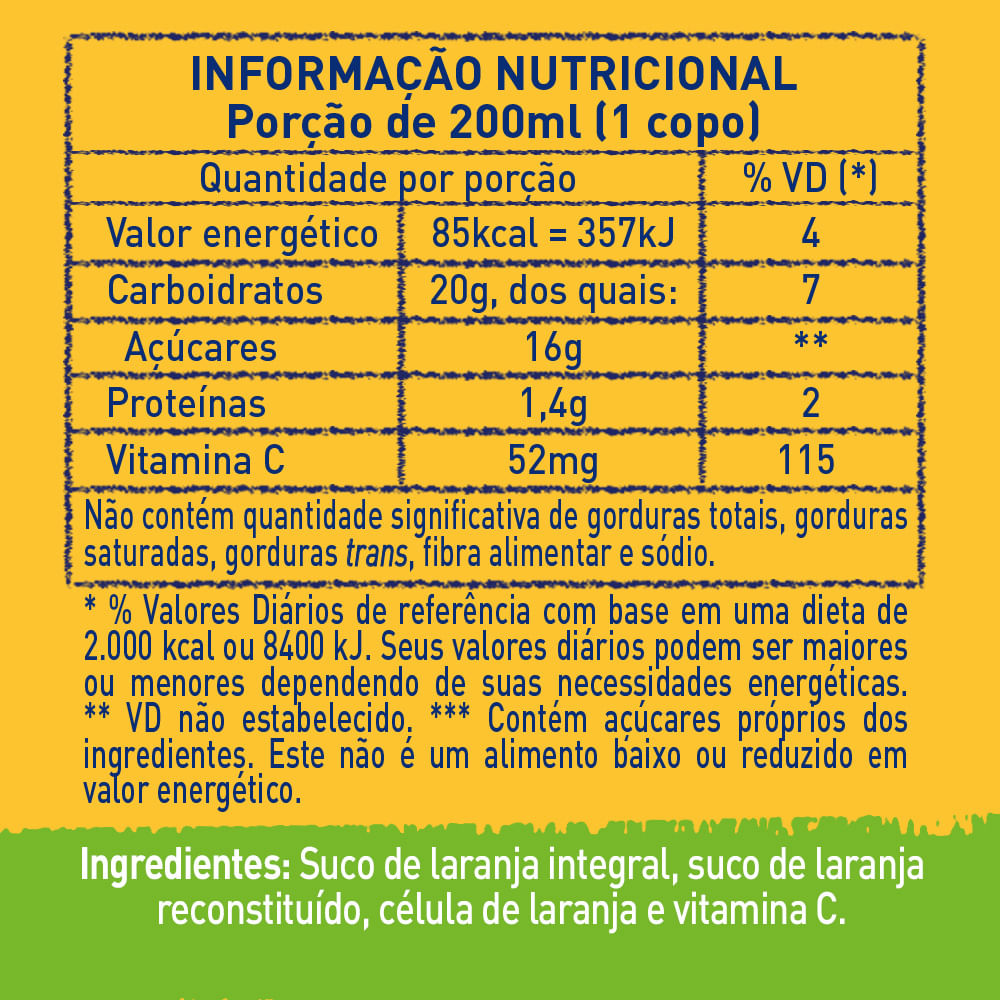 INFORMAÇÃO NUTRICIONAL
Porção de 200ml (1 copo)
Quantidade por porção % VD (*)
Valor energético 85kcal = 357kJ 4
Carboidratos 20g, dos quais: 7
Açúcares 16g **
Proteínas 1,4g 2
Vitamina C 52mg 115
Não contém quantidade significativa de gorduras totais, gorduras
saturadas, gorduras trans, fibra alimentar e sódio.
* % Valores Diários de referência com base em uma dieta de
2.000 kcal ou 8400 kJ. Seus valores diários podem ser maiores
ou menores dependendo de suas necessidades energéticas.
** VD não estabelecido. *** Contém açúcares próprios dos
ingredientes. Este não é um alimento baixo ou reduzido em
valor energético.
Ingredientes: Suco de laranja integral, suco de laranja
reconstituído, célula de laranja e vitamina C.